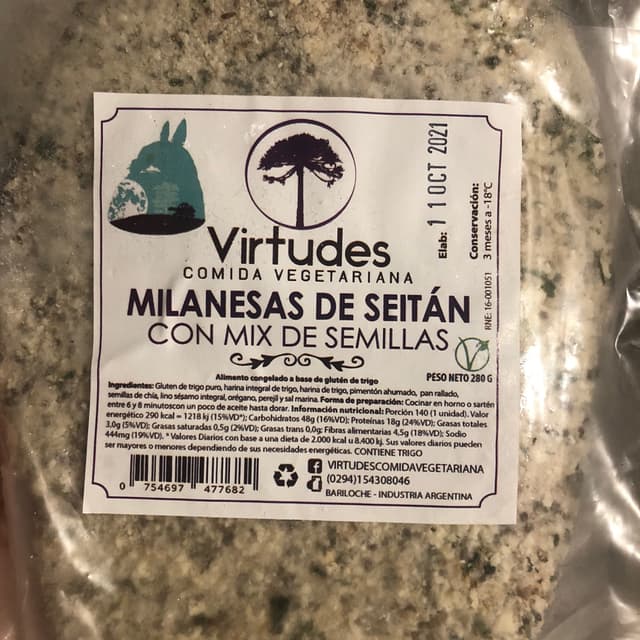 Virtudes
COMIDA VEGETARIANA
MILANESAS DE SEITÁN
CON MIX DE SEMILLAS
Elab: 11 OCT 2021
Conservación:
3 meses a -18°C
RNE: 16-001051
PESO NETO 280 G
Alimento congelado a base de glutén de trigo
Ingredientes: Gluten de trigo puro, harina integral de trigo, harina de trigo, pimentón ahumado, pan rallado,
semillas de chía, lino sésamo integral, orégano, perejil y sal marina. Forma de preparación: Cocinar en horno o sartén
entre 6 y 8 minutoscon un poco de aceite hasta dorar. Información nutricional: Porción 140 (1 unidad). Valor
energético 290 kcal = 1218 kj (15%VD*); Carbohidratos 48g (16%VD); Proteínas 18g (24%VD); Grasas totales
3,0g (5%VD); Grasas saturadas 0,5g (2%VD); Grasas trans 0,0g; Fibras alimentarias 4,5g (18%VD); Sodio
444mg (19%VD). * Valores Diarios con base a una dieta de 2.000 kcal u 8.400 kj. Sus valores diarios pueden
ser mayores o menores dependiendo de sus necesidades energéticas. CONTIENE TRIGO
0 754697 477682
VIRTUDESCOMIDAVEGETARIANA
(0294)154308046
BARILOCHE - INDUSTRIA ARGENTINA